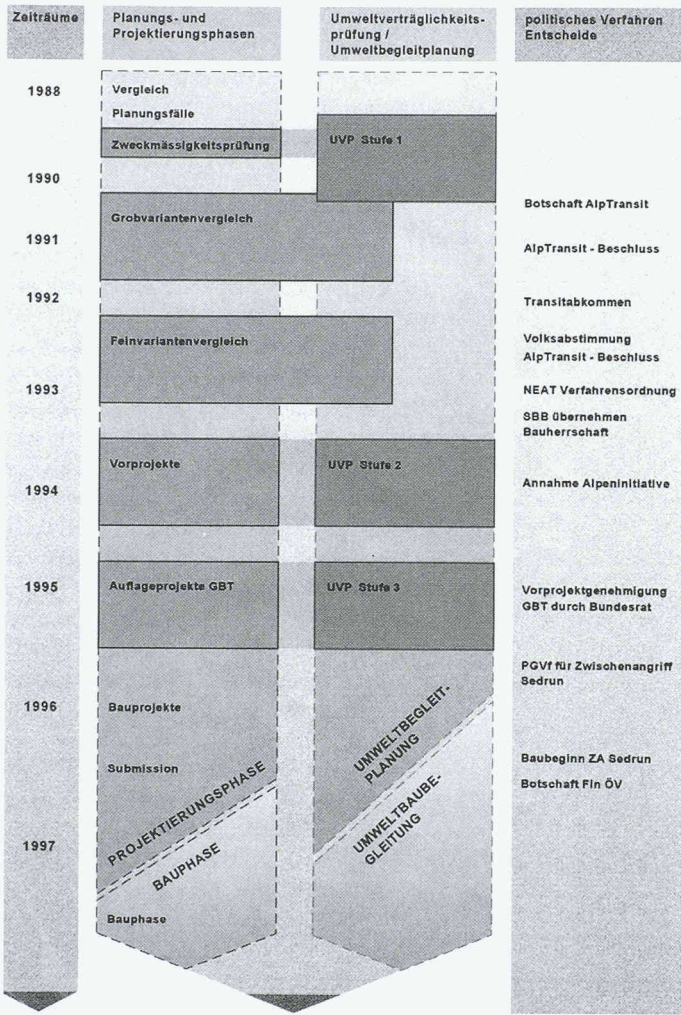 Zeiträume
Planungs- und
Projektierungsphasen
Umweltverträglichkeits-
prüfung /
Umweltbegleitplanung
politisches Verfahren
Entscheide
1988
Vergleich
Planungsfälle
Zweckmässigkeitsprüfung
UVP Stufe 1
1990
Botschaft AlpTransit
Grobvariantenvergleich
1991
AlpTransit - Beschluss
1992
Transitabkommen
Feinvariantenvergleich
Volksabstimmung
AlpTransit - Beschluss
1993
NEAT Verfahrensordnung
SBB übernehmen
Bauherrschaft
Vorprojekte
UVP Stufe 2
1994
Annahme Alpeninitiative
1995
Auflageprojekte GBT
UVP Stufe 3
Vorprojektgenehmigung
GBT durch Bundesrat
PGVf für Zwischenangriff
Sedrun
1996
Bauprojekte
UMWELTBEGLEIT-
PLANUNG
Submission
Baubeginn ZA Sedrun
Botschaft Fin ÖV
PROJEKTIERUNGSPHASE
BAUPHASE
UMWELTBAUBE-
GLEITUNG
1997
Bauphase